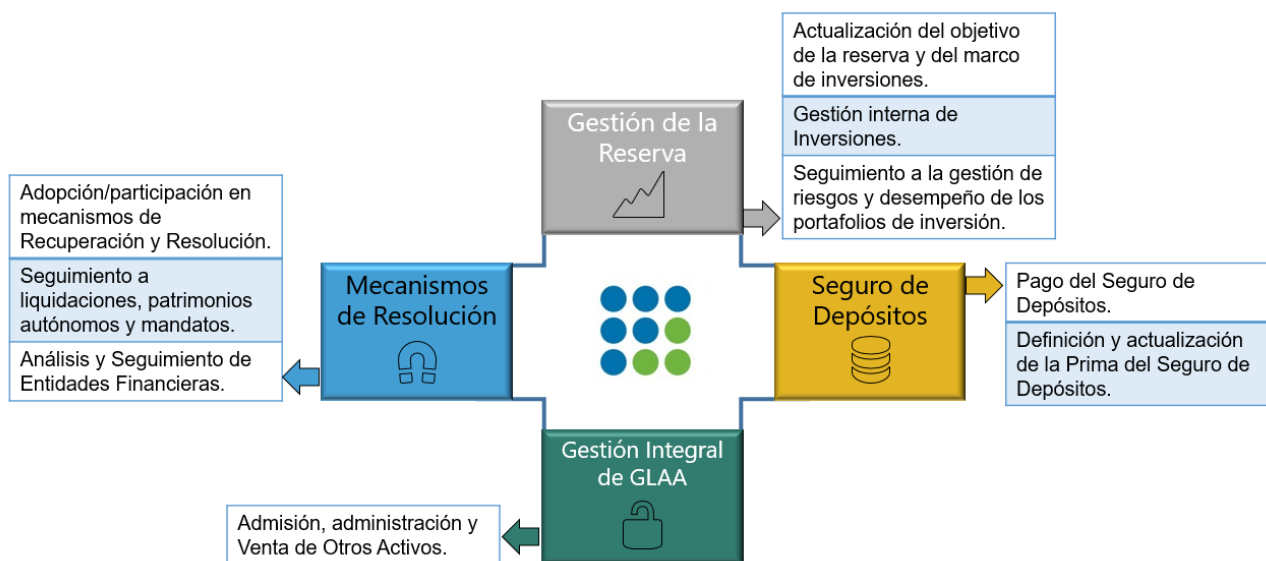 Actualización del objetivo
de la reserva y del marco
de inversiones.
Gestión interna de
Inversiones.
Seguimiento a la gestión de
riesgos y desempeño de los
portafolios de inversión.
Gestión de la
Reserva
Adopción/participación en
mecanismos de
Recuperación y Resolución.
Seguimiento a
liquidaciones, patrimonios
autónomos y mandatos.
Análisis y Seguimiento de
Entidades Financieras.
Mecanismos
de Resolución
Seguro de
Depósitos
Pago del Seguro de
Depósitos.
Definición y actualización
de la Prima del Seguro de
Depósitos.
Gestión Integral
de GLAA
Admisión, administración y
Venta de Otros Activos.